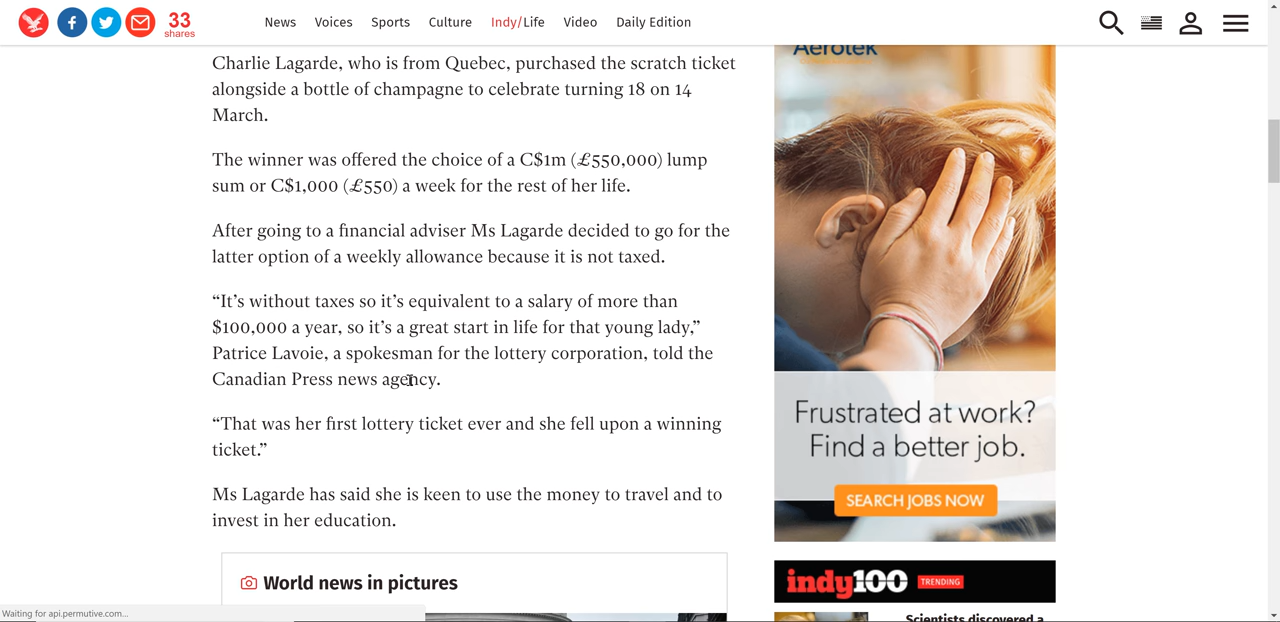 33
shares
News Voices Sports Culture Indy/Life Video Daily Edition
Charlie Lagarde, who is from Quebec, purchased the scratch ticket
alongside a bottle of champagne to celebrate turning 18 on 14
March.
The winner was offered the choice of a C$1m (£550,000) lump
sum or C$1,000 (£550) a week for the rest of her life.
After going to a financial adviser Ms Lagarde decided to go for the
latter option of a weekly allowance because it is not taxed.
“It’s without taxes so it’s equivalent to a salary of more than
$100,000 a year, so it’s a great start in life for that young lady,”
Patrice Lavoie, a spokesman for the lottery corporation, told the
Canadian Press news agency.
“That was her first lottery ticket ever and she fell upon a winning
ticket.”
Ms Lagarde has said she is keen to use the money to travel and to
invest in her education.
World news in pictures
Waiting for api.permutive.com...
Aerotek
Frustrated at work?
Find a better job.
SEARCH JOBS NOW
indy100 TRENDING
Scientists discovered a